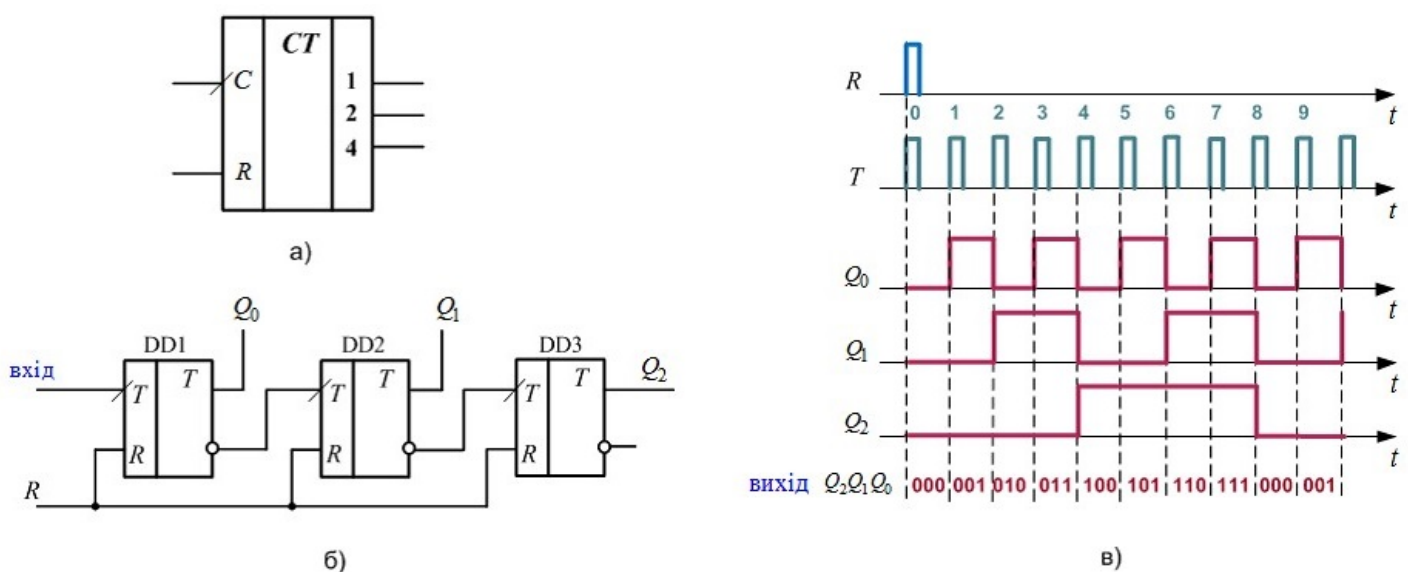 CT
C 1
2
R 4
а)
Q0 Q1
DD1 DD2 DD3
вхід T T T T T T Q2
R R R
R
б)
R
t
0 1 2 3 4 5 6 7 8 9
T
t
Q0
t
Q1
t
Q2
t
вихід Q2Q1Q0 000 001 010 011 100 101 110 111 000 001
в)